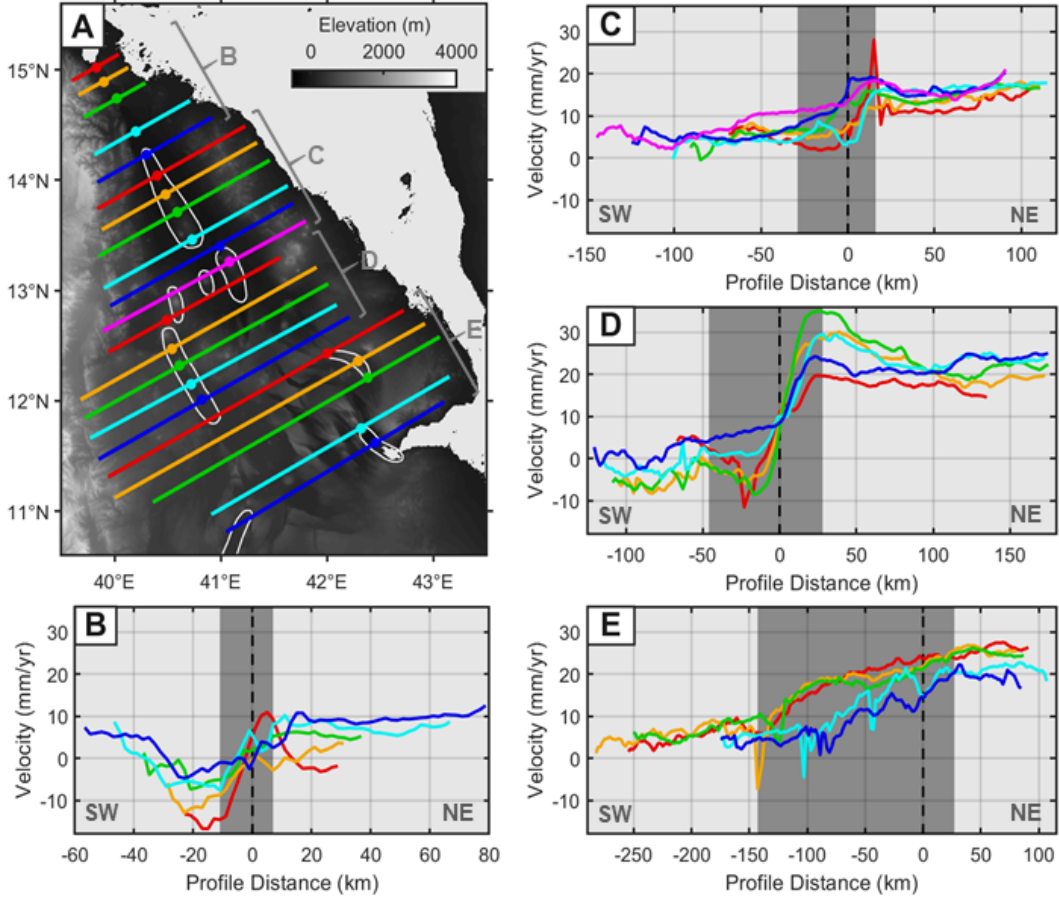 A
Elevation (m)
0 2000 4000
B
C
D
E
15°N
14°N
13°N
12°N
11°N
40°E 41°E 42°E 43°E
C
Velocity (mm/yr)
30
20
10
0
-10
SW NE
-150 -100 -50 0 50 100
Profile Distance (km)
D
Velocity (mm/yr)
30
20
10
0
-10
SW NE
-100 -50 0 50 100 150
Profile Distance (km)
B
Velocity (mm/yr)
30
20
10
0
-10
SW NE
-60 -40 -20 0 20 40 60 80
Profile Distance (km)
E
Velocity (mm/yr)
30
20
10
0
-10
SW NE
-250 -200 -150 -100 -50 0 50 100
Profile Distance (km)